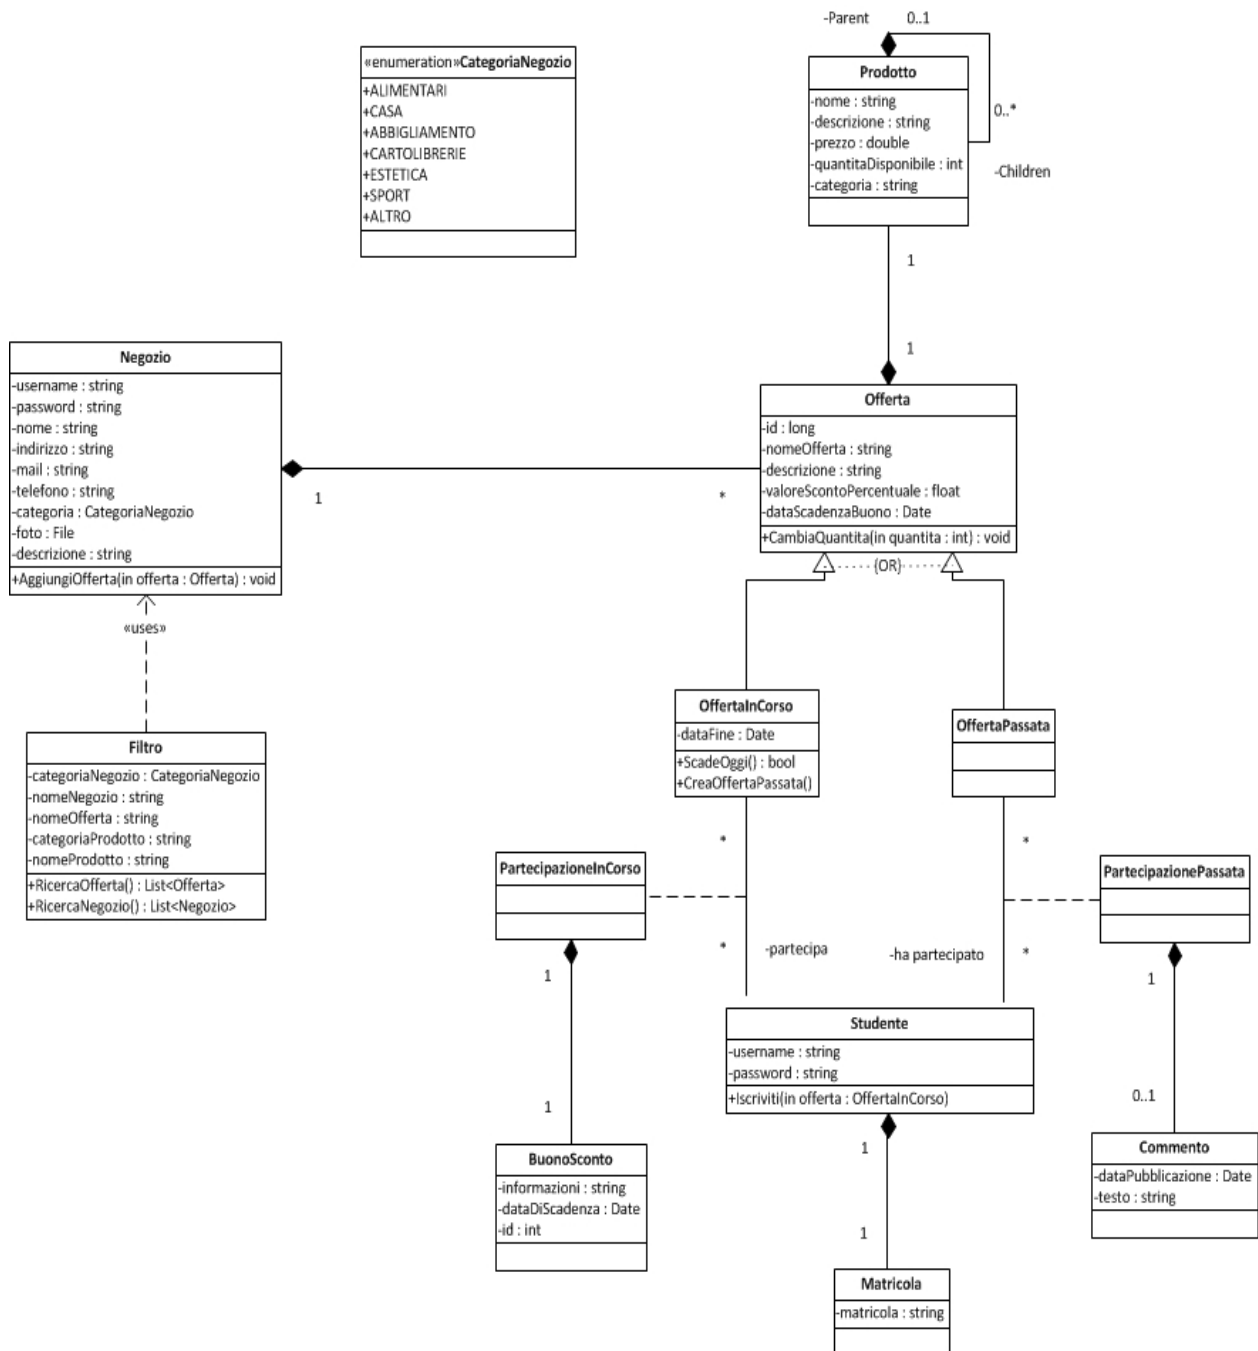 -Parent
0..1
«enumeration»CategoriaNegozio
+ALIMENTARI
+CASA
+ABBIGLIAMENTO
+CARTOLIBRERIE
+ESTETICA
+SPORT
+ALTRO
Prodotto
-nome : string
-descrizione : string
-prezzo : double
-quantitaDisponibile : int
-categoria : string
0..*
-Children
1
1
Negozio
-username : string
-password : string
-nome : string
-indirizzo : string
-mail : string
-telefono : string
-categoria : CategoriaNegozio
-foto : File
-descrizione : string
+AggiungiOfferta(in offerta : Offerta) : void
1
*
Offerta
-id : long
-nomeOfferta : string
-descrizione : string
-valoreScontoPercentuale : float
-dataScadenzaBuono : Date
+CambiaQuantita(in quantita : int) : void
{OR}
«uses»
Filtro
-categoriaNegozio : CategoriaNegozio
-nomeNegozio : string
-nomeOfferta : string
-categoriaProdotto : string
-nomeProdotto : string
+RicercaOfferta() : List<Offerta>
+RicercaNegozio() : List<Negozio>
OffertaInCorso
-dataFine : Date
+ScadeOggi() : bool
+CreaOffertaPassata()
OffertaPassata
*
*
PartecipazioneInCorso
PartecipazionePassata
*
-partecipa
-ha partecipato
*
1
1
Studente
-username : string
-password : string
+Iscriviti(in offerta : OffertaInCorso)
1
0..1
BuonoSconto
-informazioni : string
-dataDiScadenza : Date
-id : int
Commento
-dataPubblicazione : Date
-testo : string
1
1
Matricola
-matricola : string